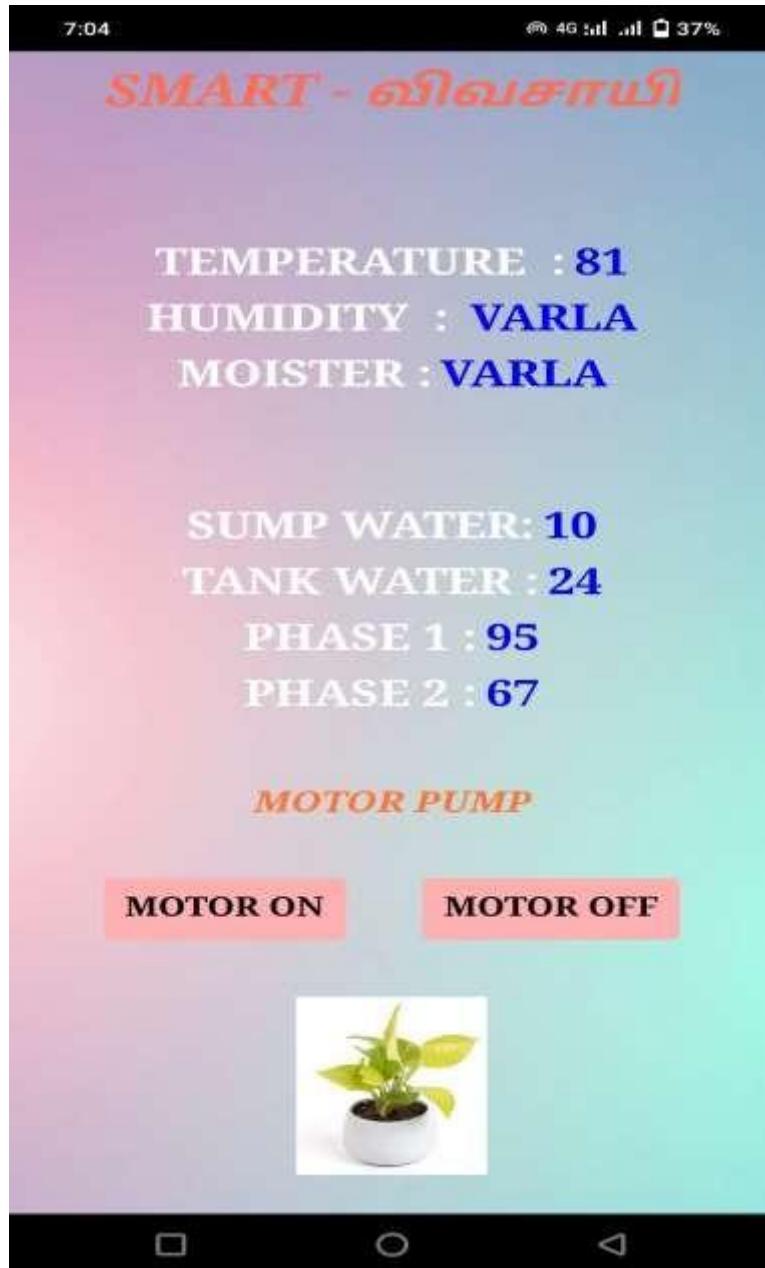 7:04 4G 37%
SMART - விவசாயி
TEMPERATURE : 81
HUMIDITY : VARLA
MOISTER : VARLA
SUMP WATER: 10
TANK WATER : 24
PHASE 1 : 95
PHASE 2 : 67
MOTOR PUMP
MOTOR ON MOTOR OFF